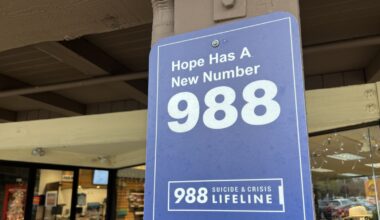 Hope Has A
New Number
988
988 SUICIDE & CRISIS
LIFELINE